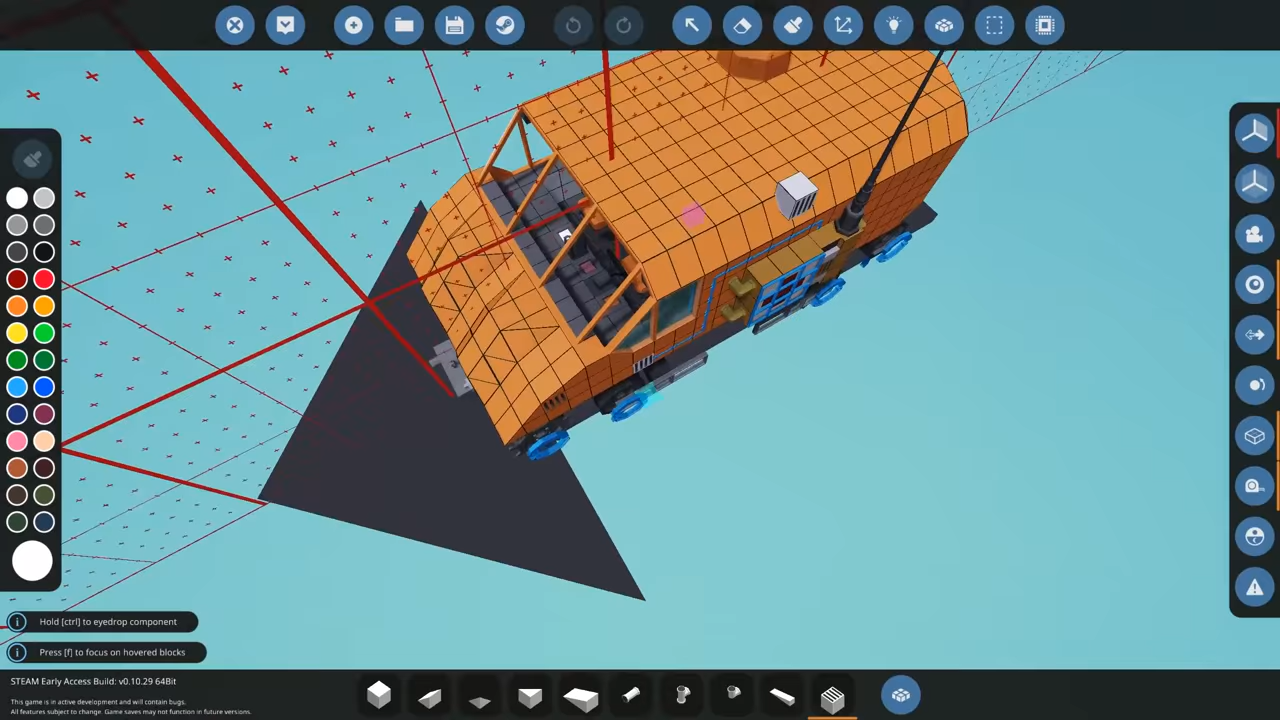 Hold [ctrl] to eyedrop component
Press [f] to focus on hovered blocks
STEAM Early Access Build: v0.10.29 64Bit
This game is in active development and will contain bugs.
All features subject to change. Game saves may not function in future versions.